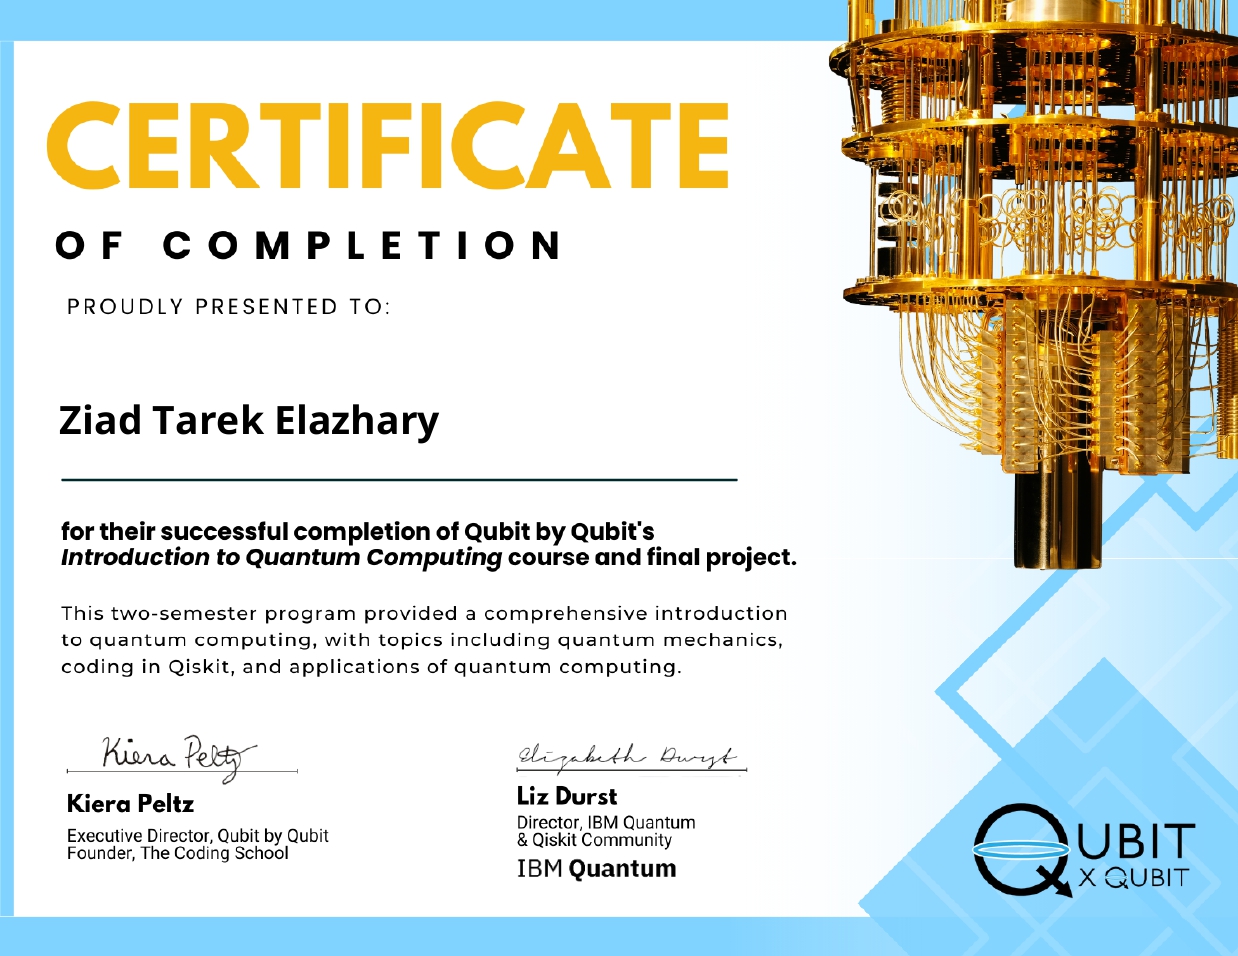 CERTIFICATE
OF COMPLETION
PROUDLY PRESENTED TO:
Ziad Tarek Elazhary
for their successful completion of Qubit by Qubit's
Introduction to Quantum Computing course and final project.
This two-semester program provided a comprehensive introduction
to quantum computing, with topics including quantum mechanics,
coding in Qiskit, and applications of quantum computing.
Kiera Peltz
Kiera Peltz
Executive Director, Qubit by Qubit
Founder, The Coding School
Elizabeth Durst
Liz Durst
Director, IBM Quantum
& Qiskit Community
IBM Quantum
QUBIT
X QUBIT